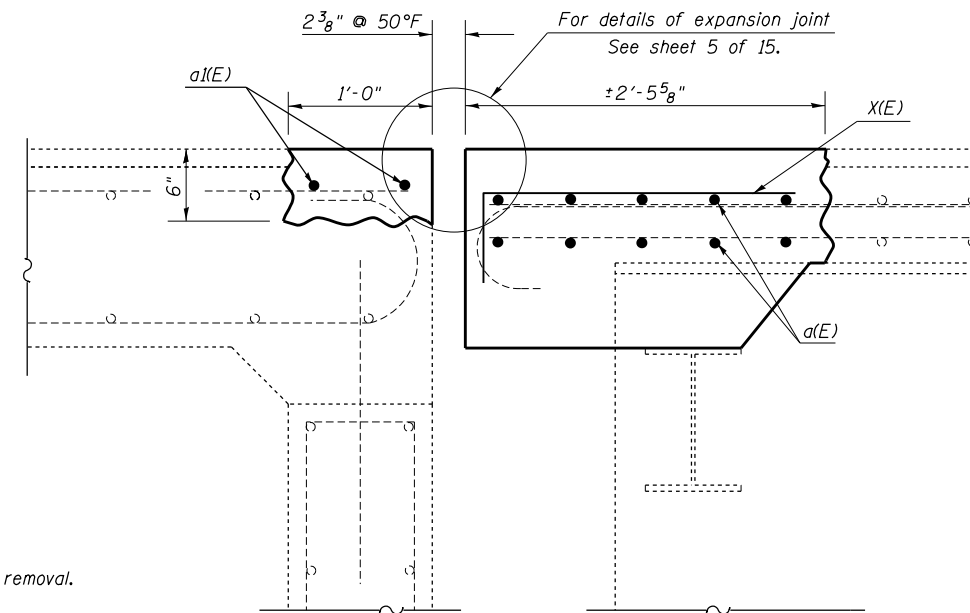 2 3/8" @ 50°F
For details of expansion joint
See sheet 5 of 15.
a1(E)
1'-0"
±2'-5 5/8"
X(E)
6"
a(E)
removal.